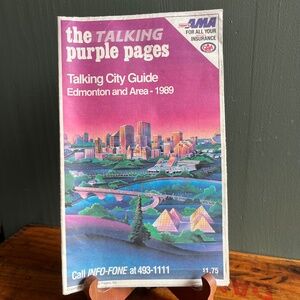 the TALKING
purple pages
AMA
FOR ALL YOUR
INSURANCE
CAA
Talking City Guide
Edmonton and Area - 1989
Call INFO-FONE at 493-1111
$1.75